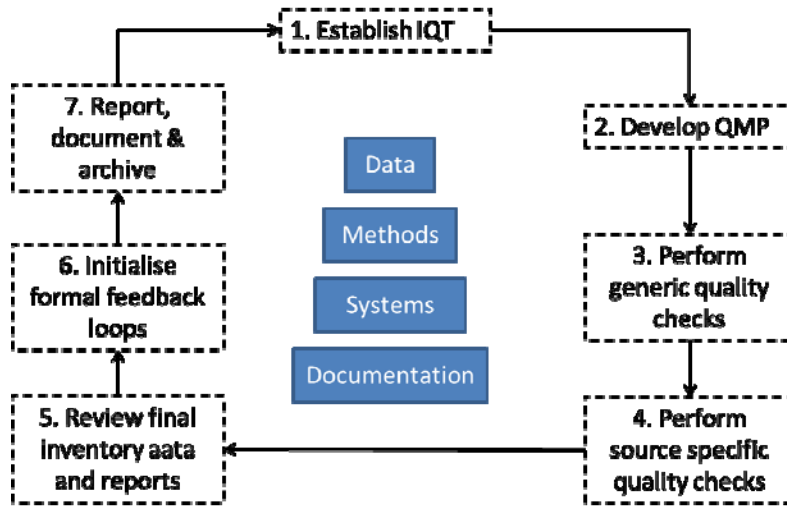 1. Establish IQT
2. Develop QMP
3. Perform
generic quality
checks
4. Perform
source specific
quality checks
5. Review final
inventory aata
and reports
6. Initialise
formal feedback
loops
7. Report,
document &
archive
Data
Methods
Systems
Documentation